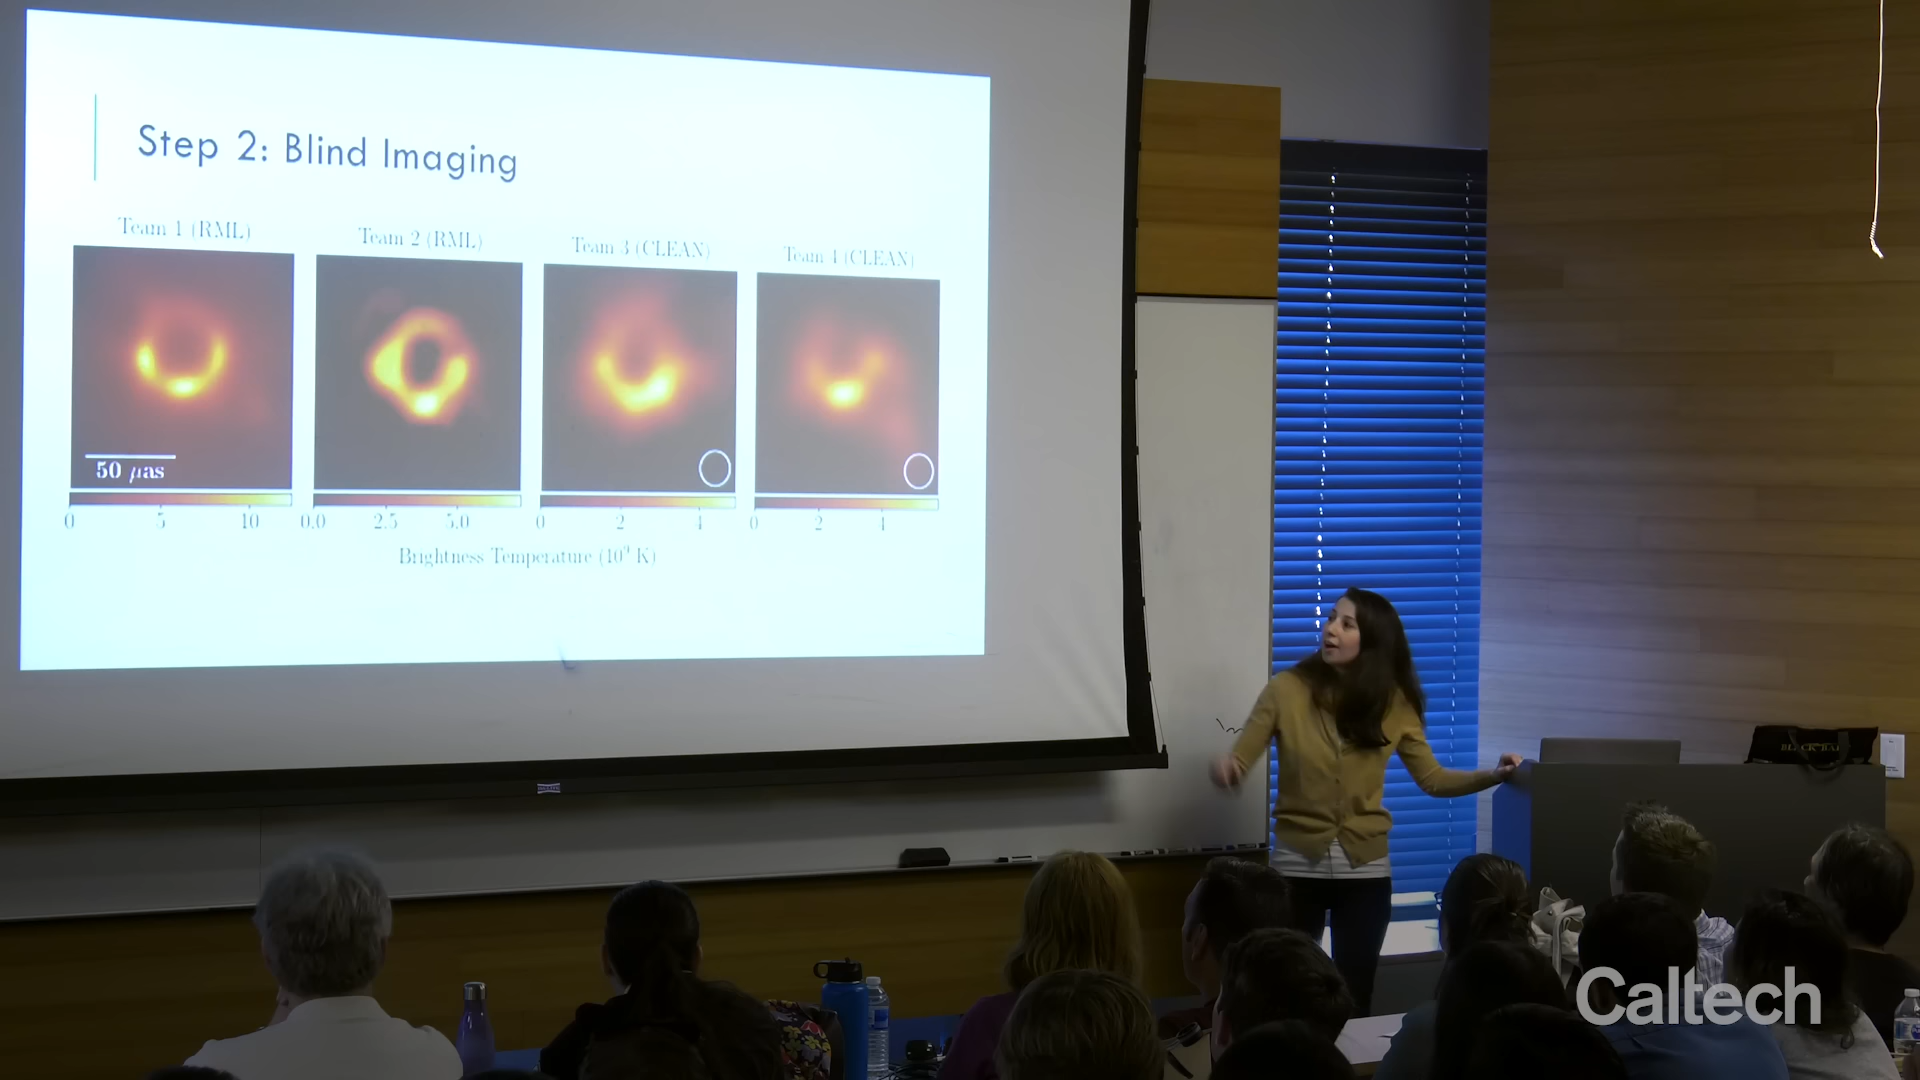 Step 2: Blind Imaging
Team 1 (RML)
Team 2 (RML)
Team 3 (CLEAN)
Team 4 (CLEAN)
50 μas
0 5 10
0.0 2.5 5.0
0 2 4
0 2 4
Brightness Temperature (10⁹ K)
Caltech